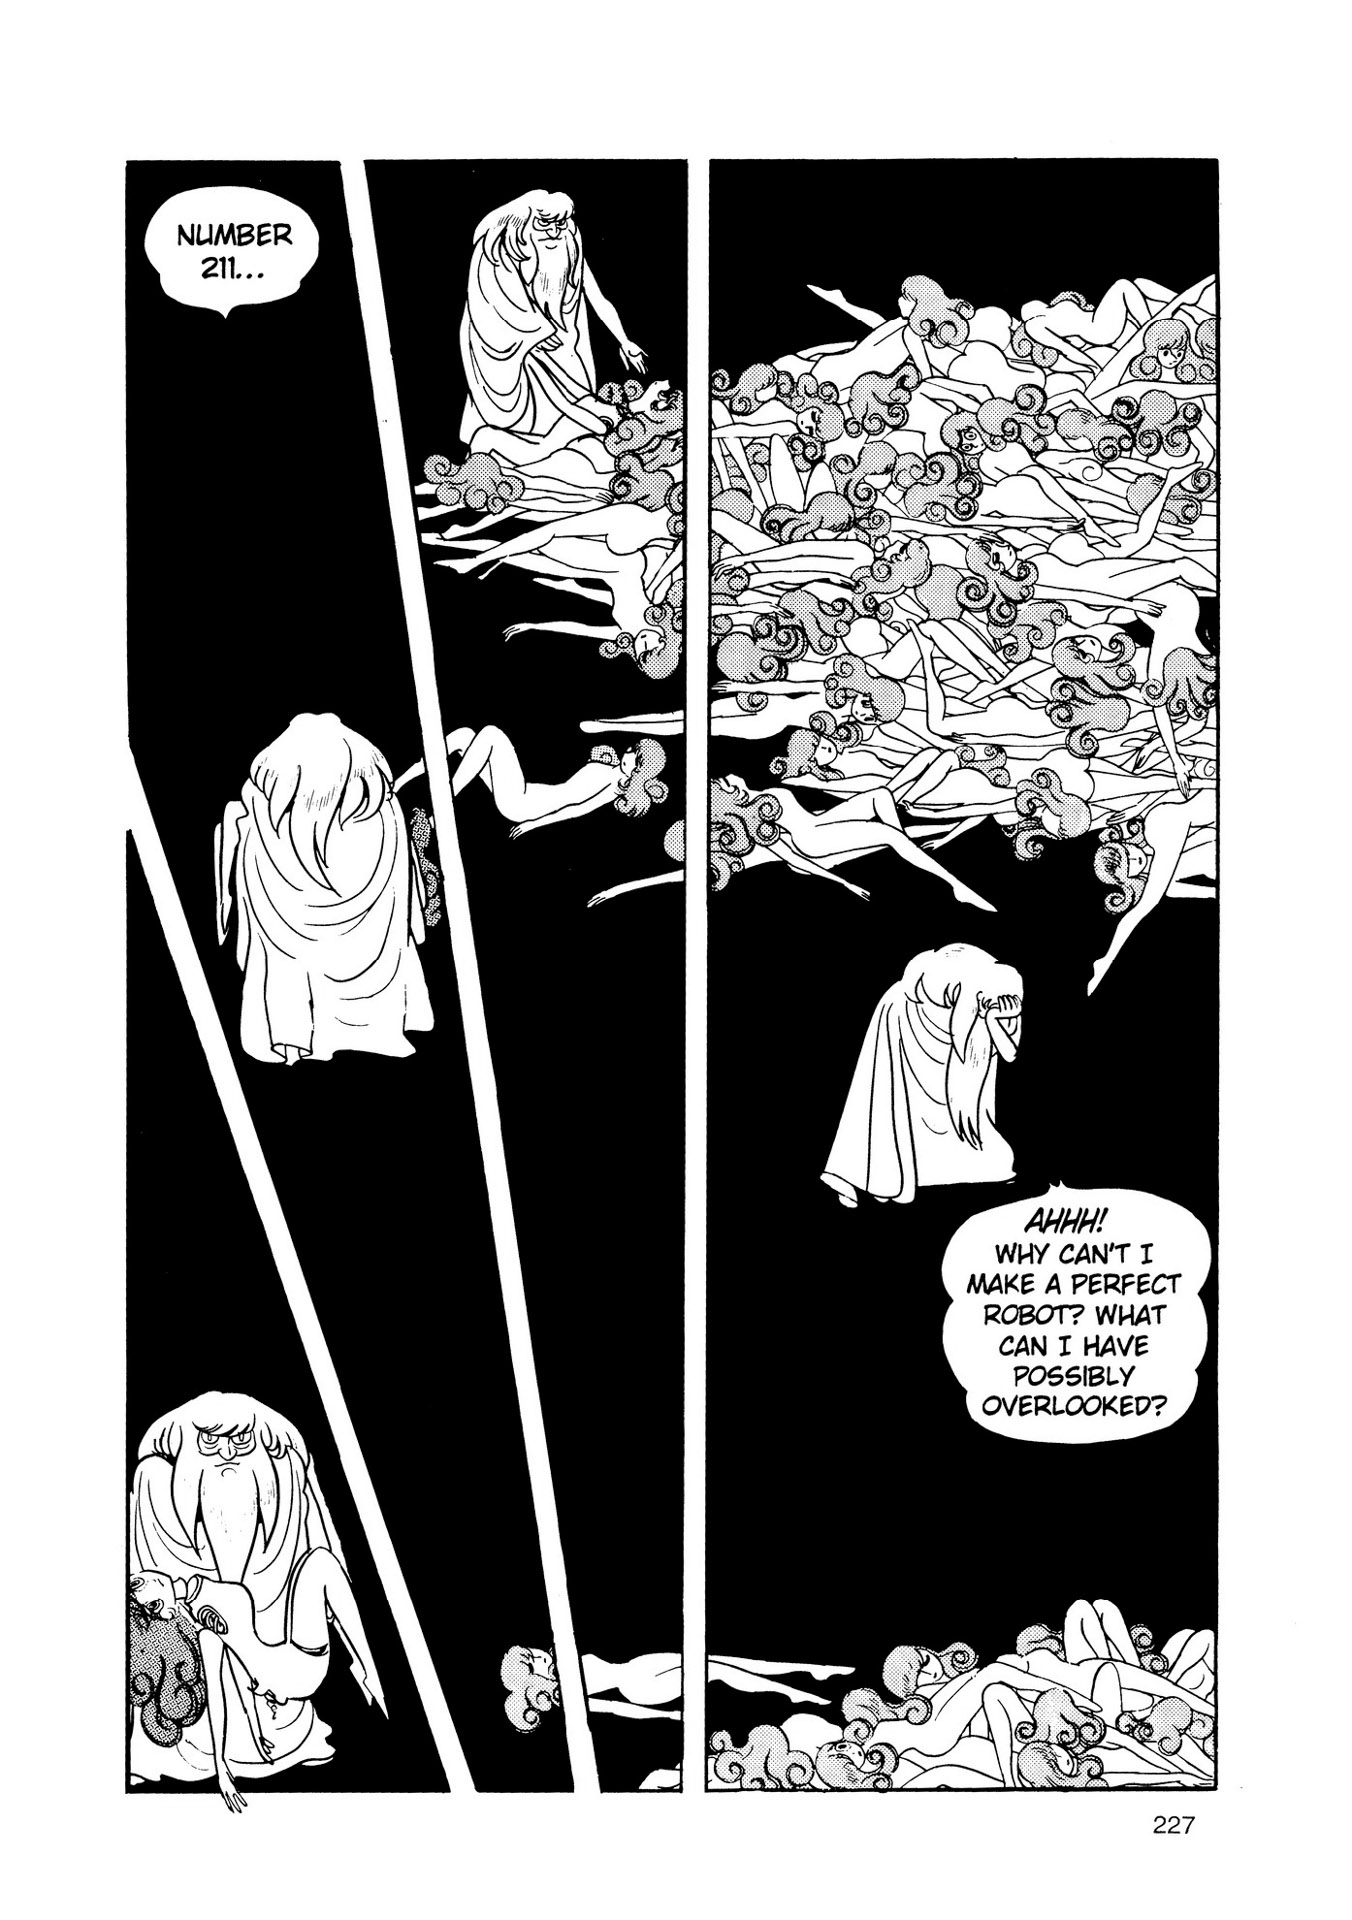 NUMBER
211...
AHHH!
WHY CAN'T I
MAKE A PERFECT
ROBOT? WHAT
CAN I HAVE
POSSIBLY
OVERLOOKED?
227